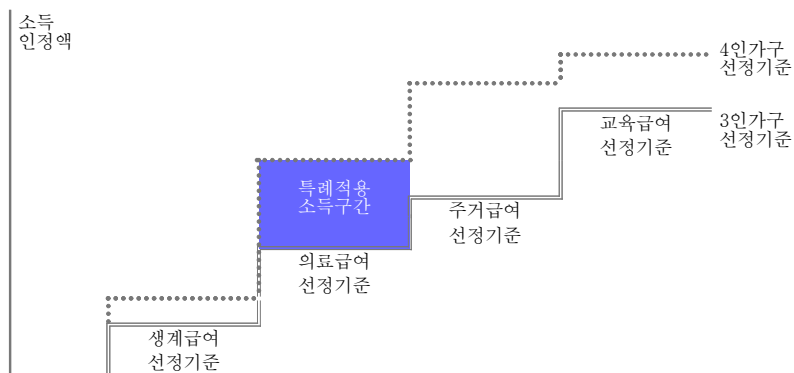 소득
인정액
4인가구
선정기준
3인가구
선정기준
교육급여
선정기준
특례적용
소득구간
주거급여
선정기준
의료급여
선정기준
생계급여
선정기준